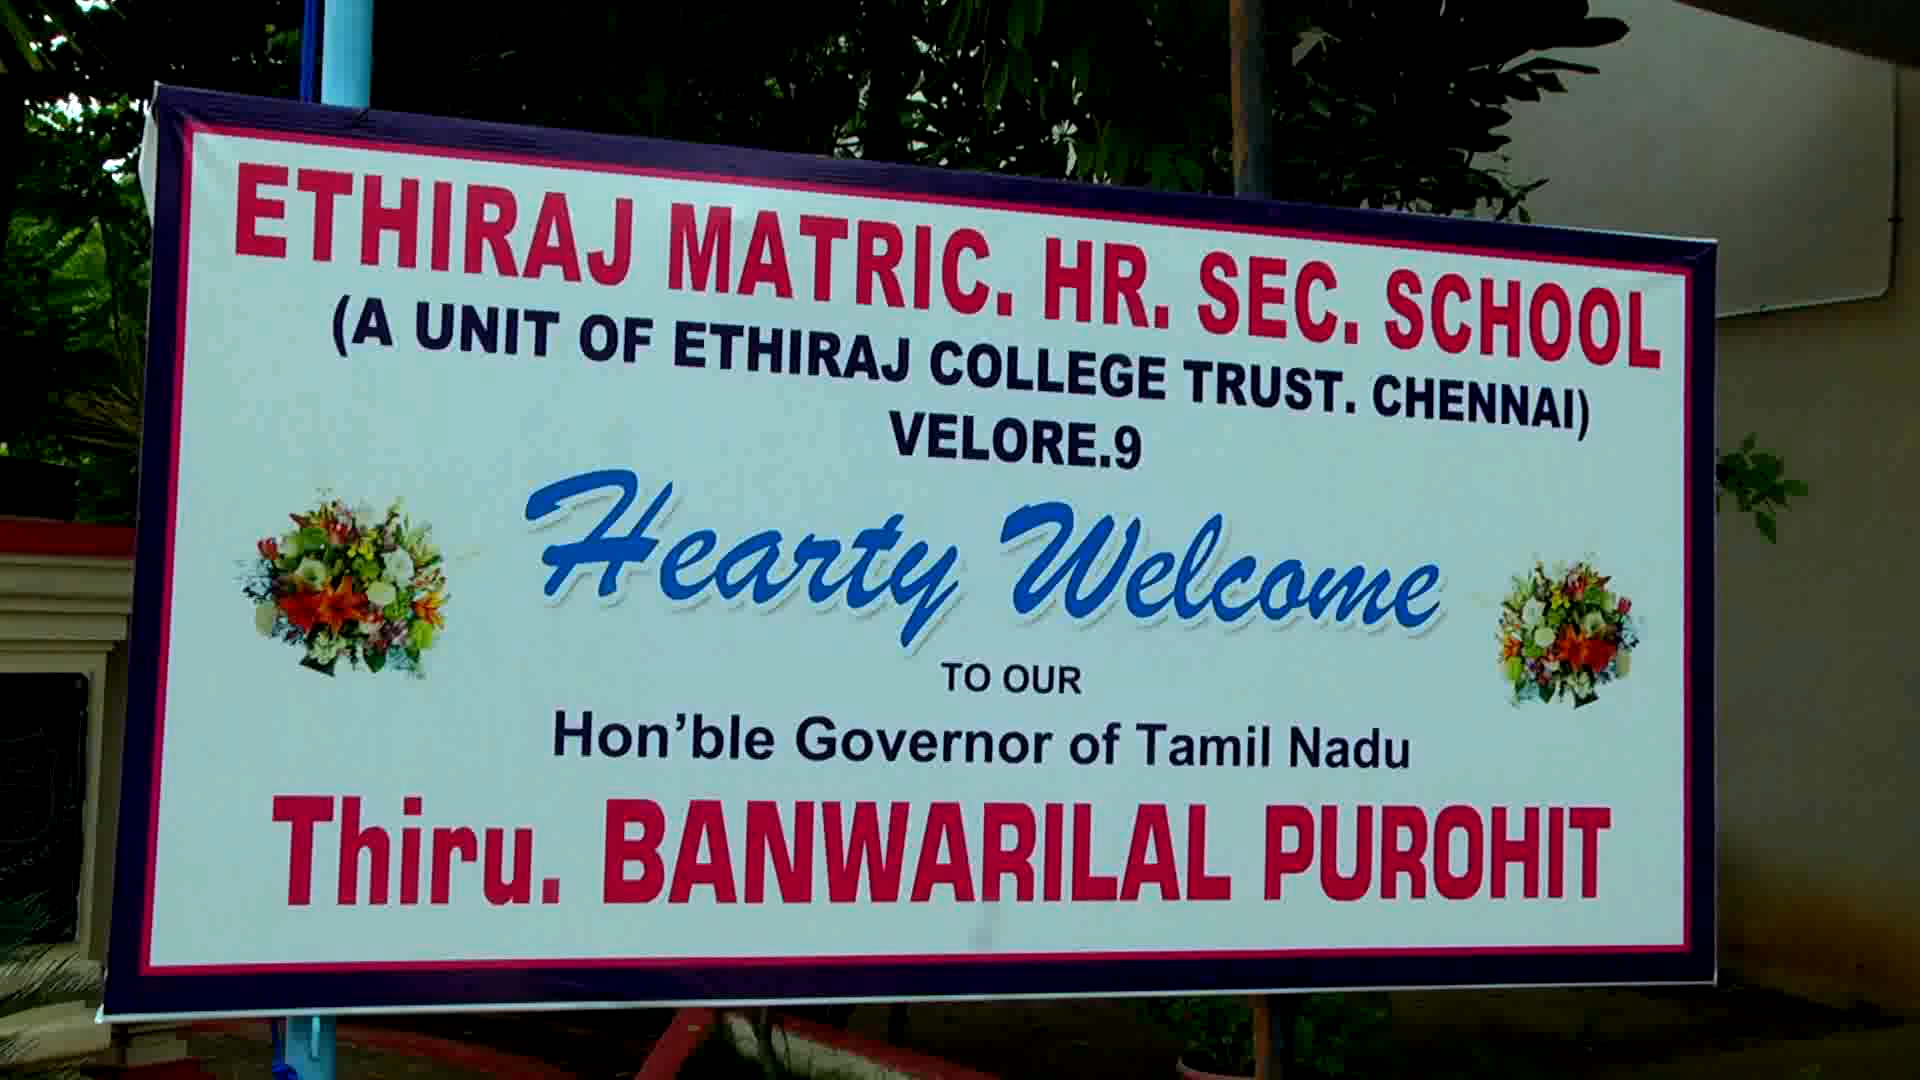 ETHIRAJ MATRIC. HR. SEC. SCHOOL
(A UNIT OF ETHIRAJ COLLEGE TRUST. CHENNAI)
VELORE.9
Hearty Welcome
TO OUR
Hon'ble Governor of Tamil Nadu
Thiru. BANWARILAL PUROHIT